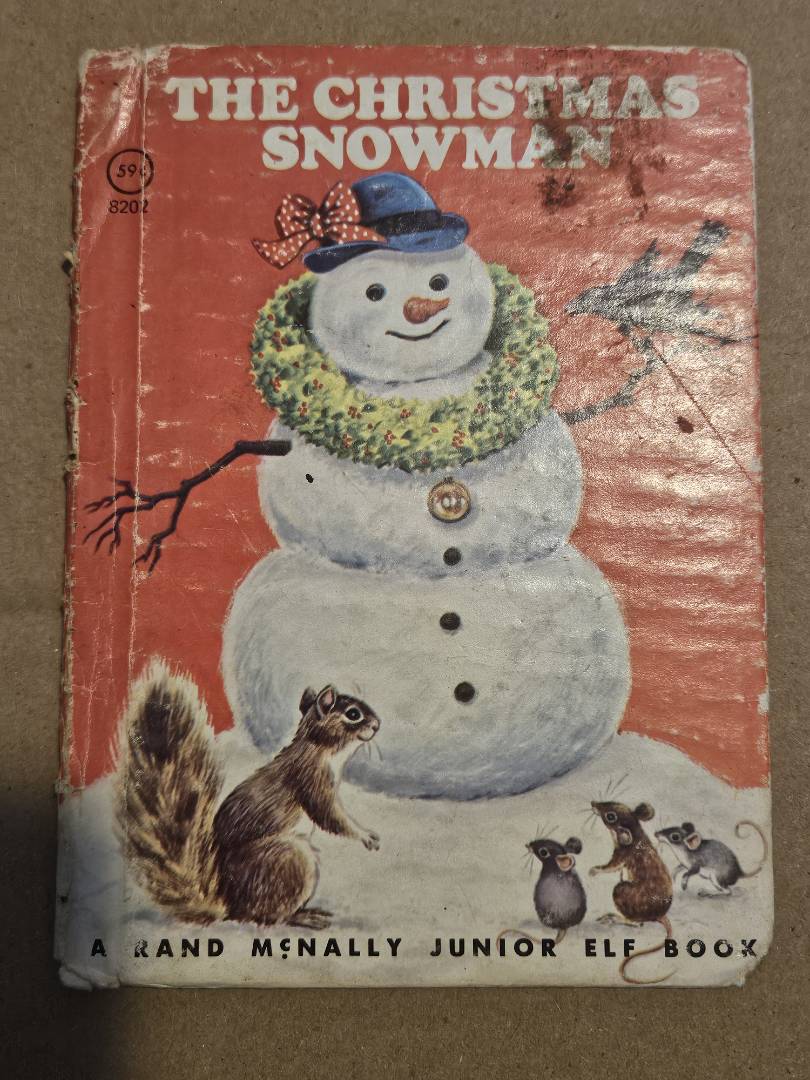 THE CHRISTMAS
SNOWMAN
59¢
8202
A RAND McNALLY JUNIOR ELF BOOK